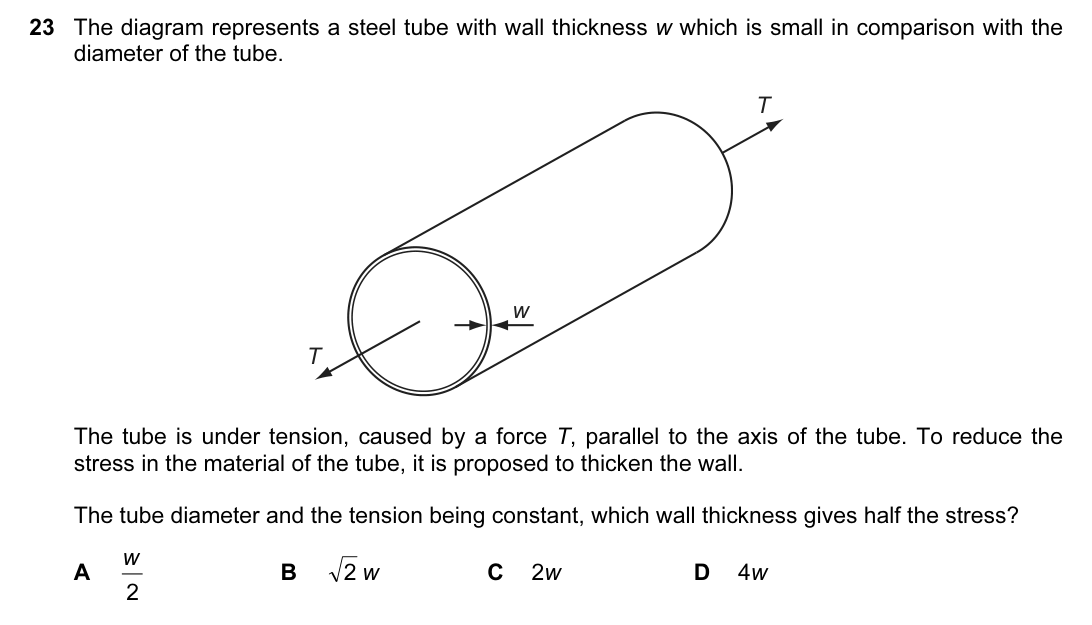 23 The diagram represents a steel tube with wall thickness w which is small in comparison with the
diameter of the tube.
T
w
T
The tube is under tension, caused by a force T, parallel to the axis of the tube. To reduce the
stress in the material of the tube, it is proposed to thicken the wall.
The tube diameter and the tension being constant, which wall thickness gives half the stress?
A w/2 B √2 w C 2w D 4w